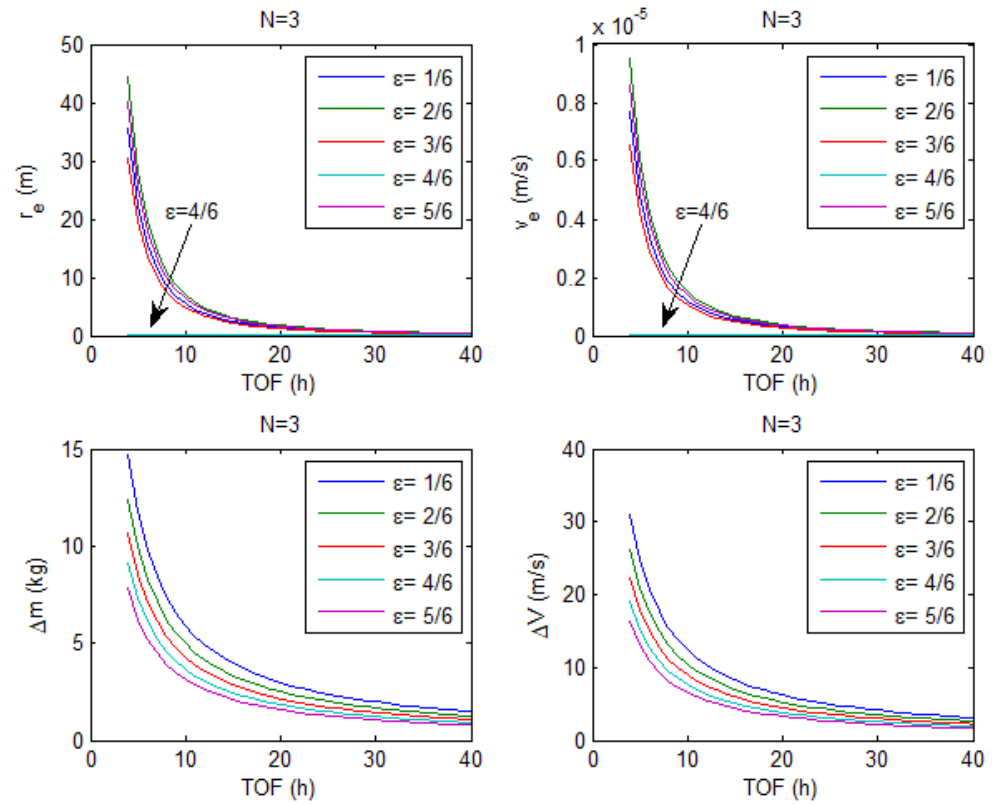 N=3
r_e (m)
50
40
30
20
10
0
ε= 1/6
ε= 2/6
ε= 3/6
ε= 4/6
ε= 5/6
ε=4/6
0 10 20 30 40
TOF (h)
N=3
x 10^-5
v_e (m/s)
1
0.8
0.6
0.4
0.2
0
ε= 1/6
ε= 2/6
ε= 3/6
ε= 4/6
ε= 5/6
ε=4/6
0 10 20 30 40
TOF (h)
N=3
Δm (kg)
15
10
5
0
ε= 1/6
ε= 2/6
ε= 3/6
ε= 4/6
ε= 5/6
0 10 20 30 40
TOF (h)
N=3
ΔV (m/s)
40
30
20
10
0
ε= 1/6
ε= 2/6
ε= 3/6
ε= 4/6
ε= 5/6
0 10 20 30 40
TOF (h)